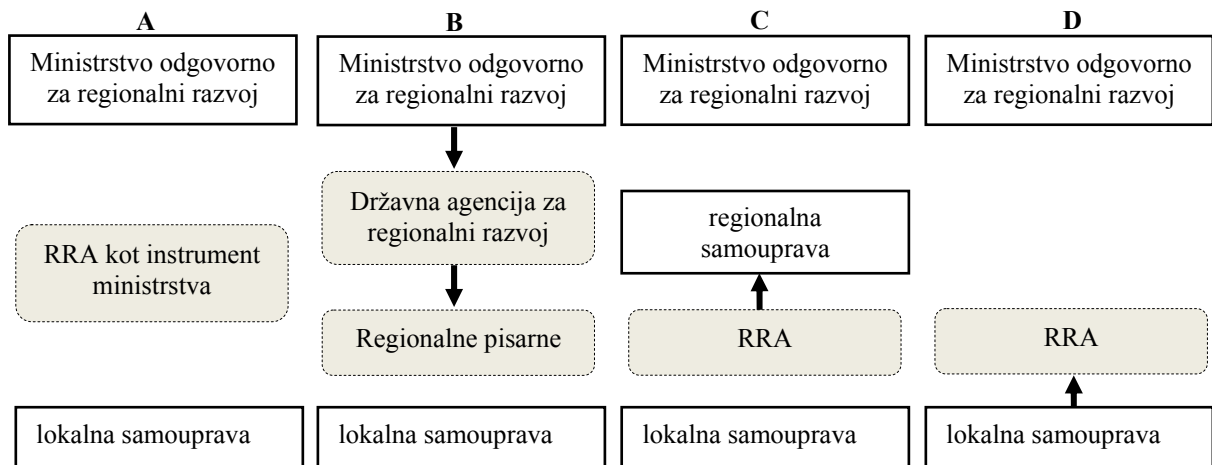 A
Ministrstvo odgovorno
za regionalni razvoj
RRA kot instrument
ministrstva
lokalna samouprava
B
Ministrstvo odgovorno
za regionalni razvoj
Državna agencija za
regionalni razvoj
Regionalne pisarne
lokalna samouprava
C
Ministrstvo odgovorno
za regionalni razvoj
regionalna
samouprava
RRA
lokalna samouprava
D
Ministrstvo odgovorno
za regionalni razvoj
RRA
lokalna samouprava